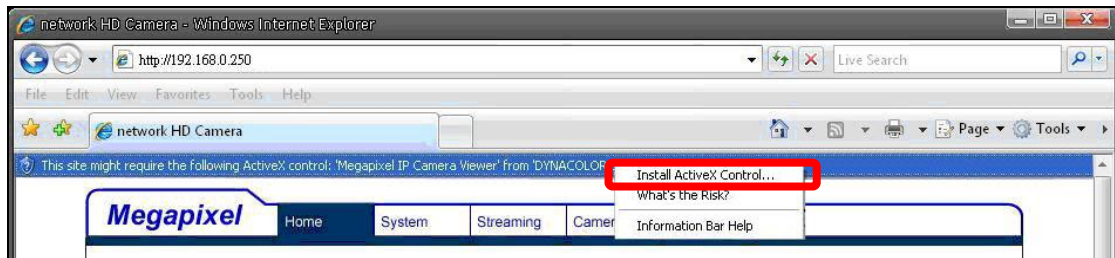 network HD Camera - Windows Internet Explorer
http://192.168.0.250
Live Search
File Edit View Favorites Tools Help
network HD Camera
Page Tools
This site might require the following ActiveX control: 'Megapixel IP Camera Viewer' from 'DYNACOLOR
Install ActiveX Control...
What's the Risk?
Information Bar Help
Megapixel
Home System Streaming Camer